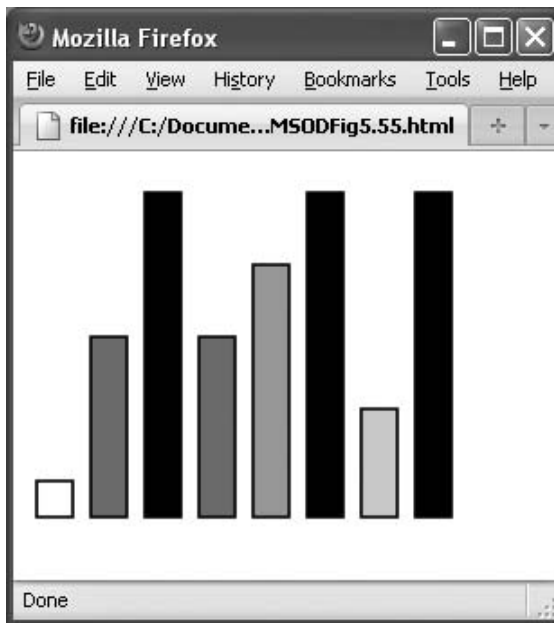 Mozilla Firefox
File Edit View History Bookmarks Tools Help
file:///C:/Docume...MSODFig5.55.html
Done